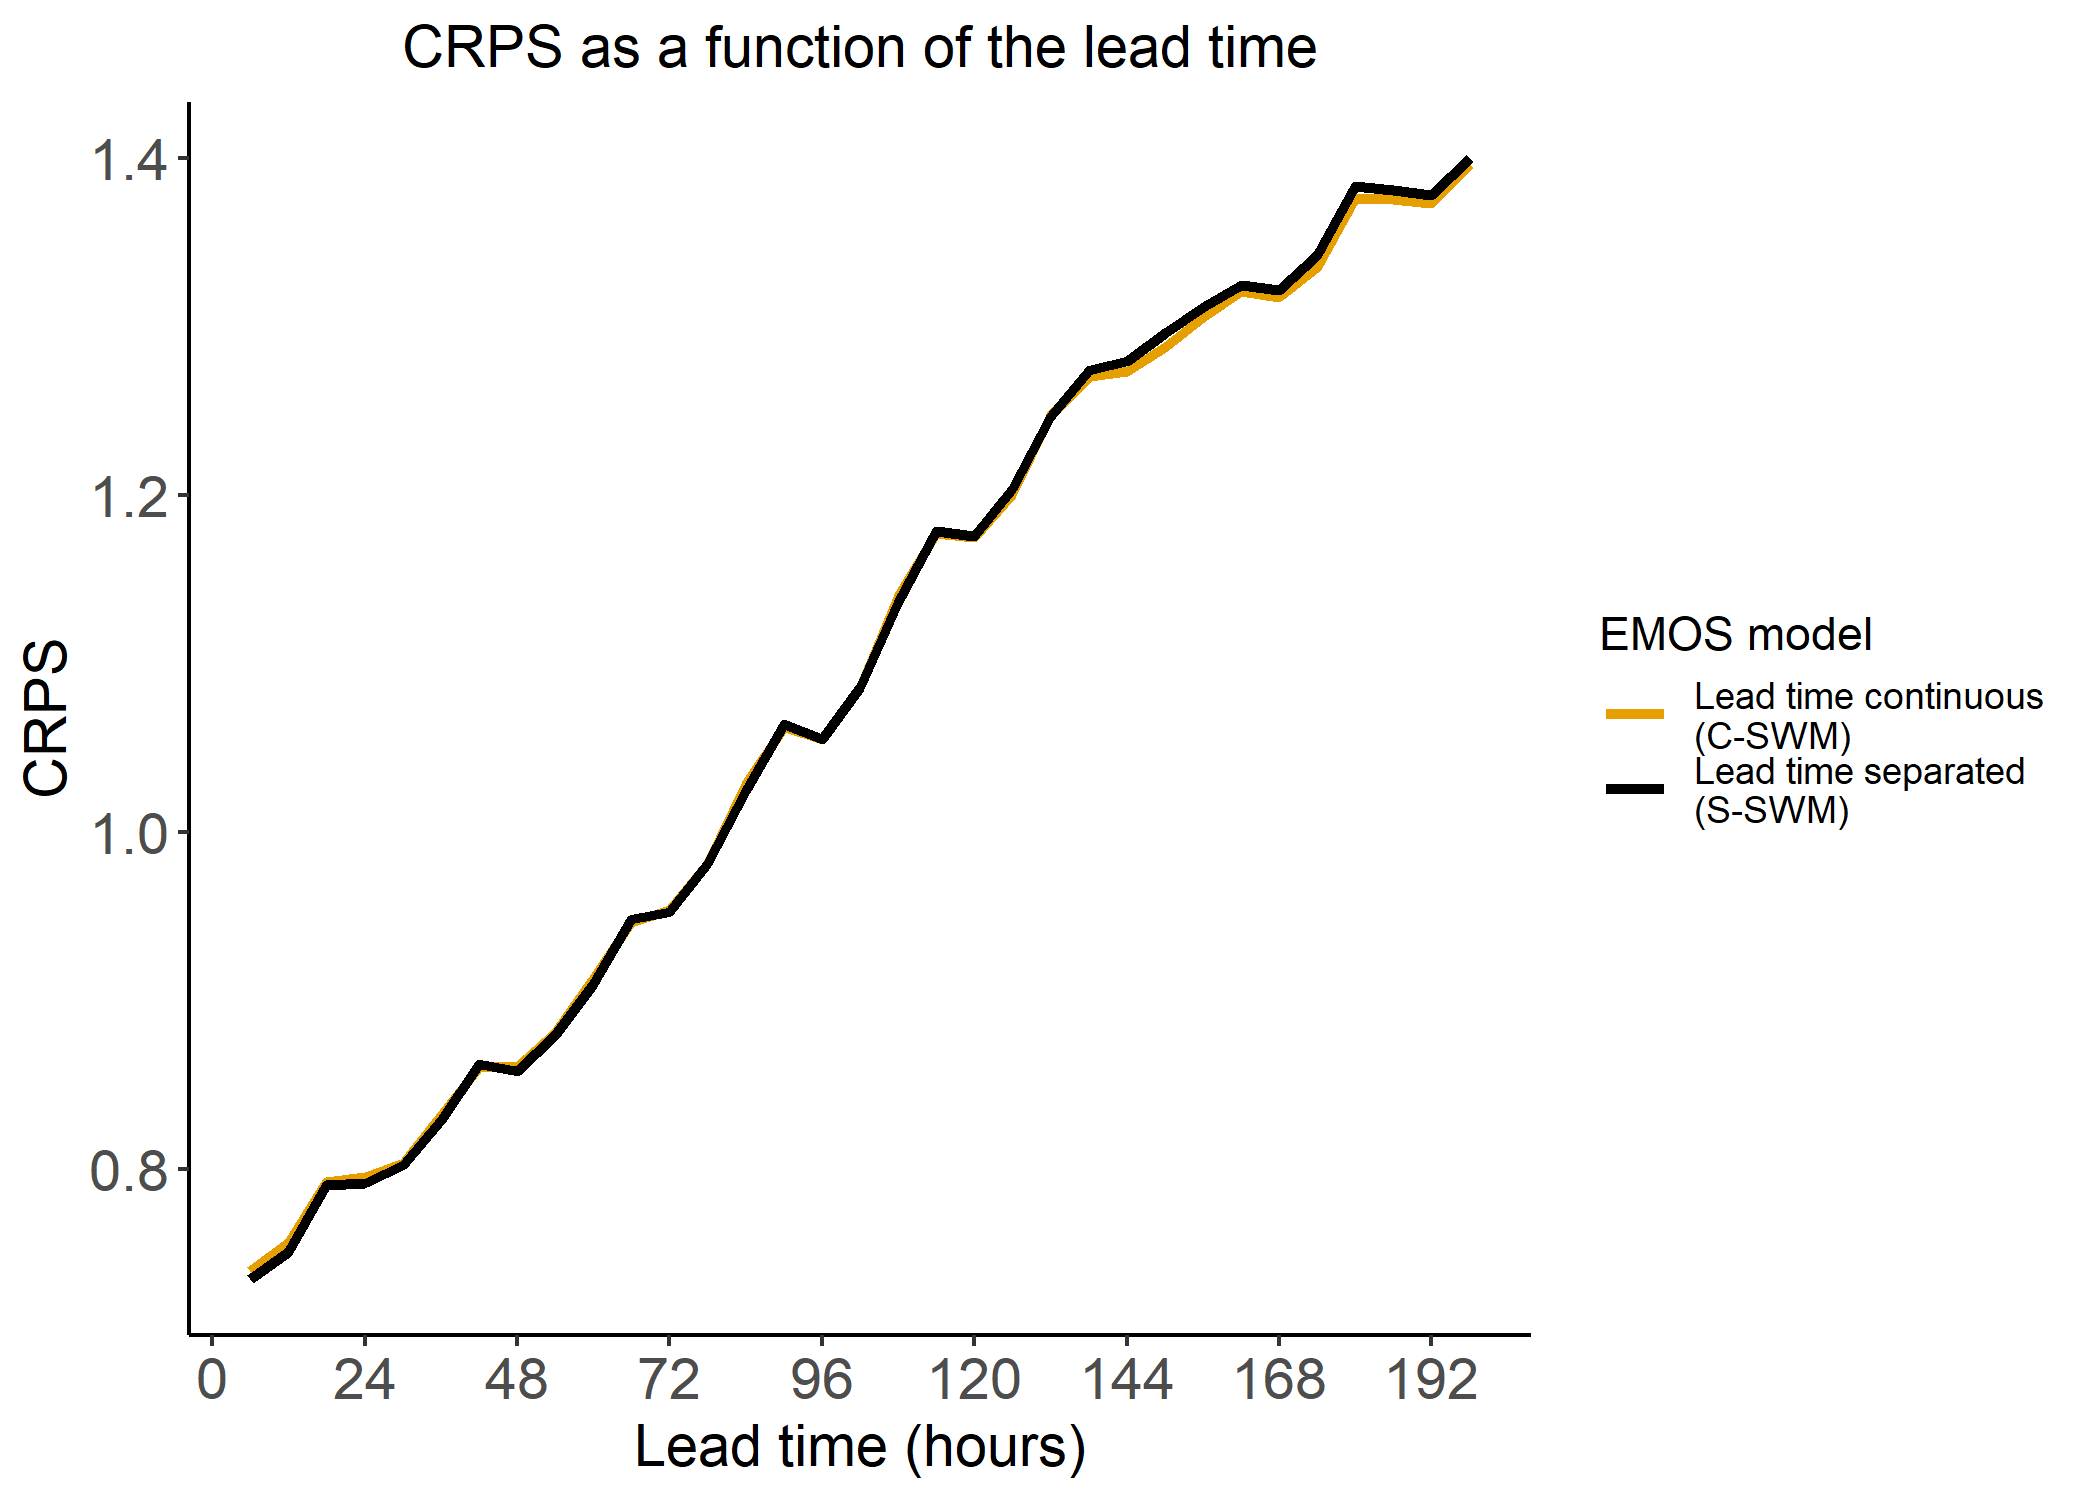 CRPS as a function of the lead time
1.4
1.2
1.0
0.8
CRPS
0 24 48 72 96 120 144 168 192
Lead time (hours)
EMOS model
Lead time continuous
(C-SWM)
Lead time separated
(S-SWM)